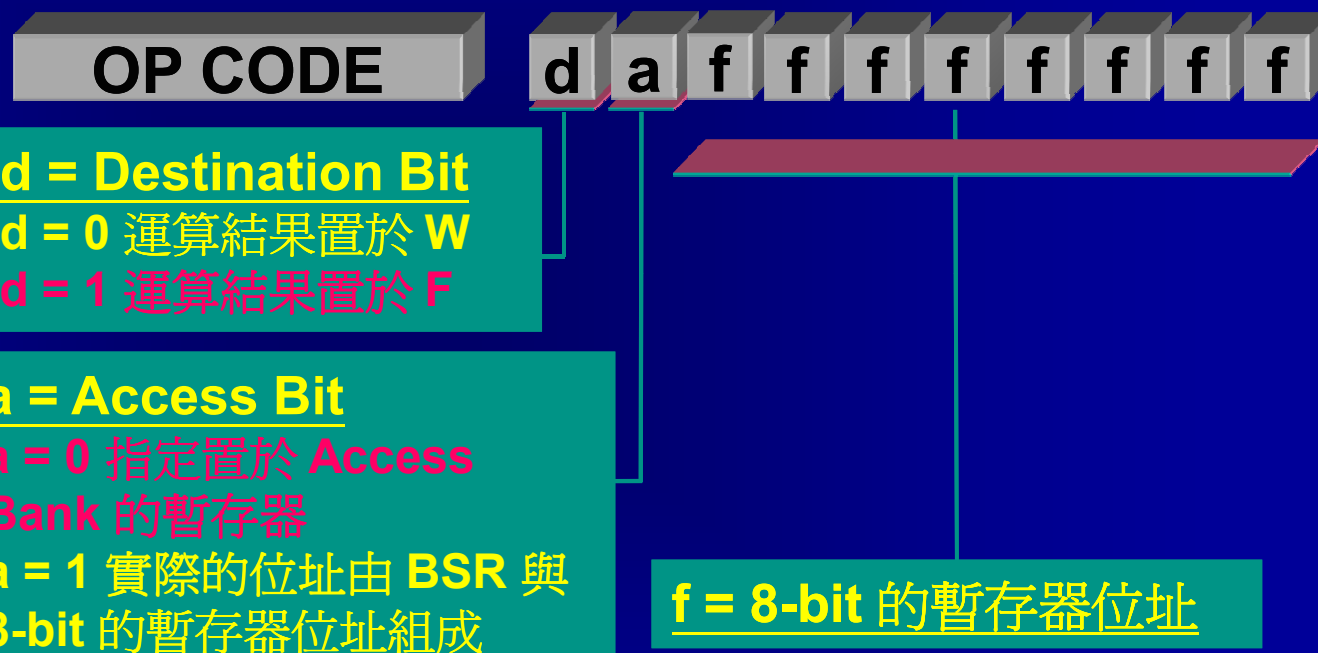 OP CODE d a f f f f f f f f
d = Destination Bit
d = 0 運算結果置於 W
d = 1 運算結果置於 F
a = Access Bit
a = 0 指定置於 Access
Bank 的暫存器
a = 1 實際的位址由 BSR 與
8-bit 的暫存器位址組成
f = 8-bit 的暫存器位址